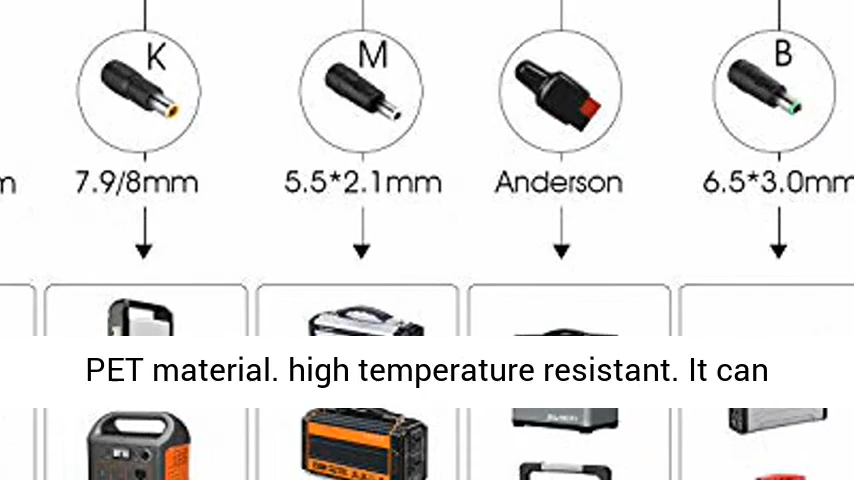 K M B
m 7.9/8mm 5.5*2.1mm Anderson 6.5*3.0mm
PET material. high temperature resistant. It can